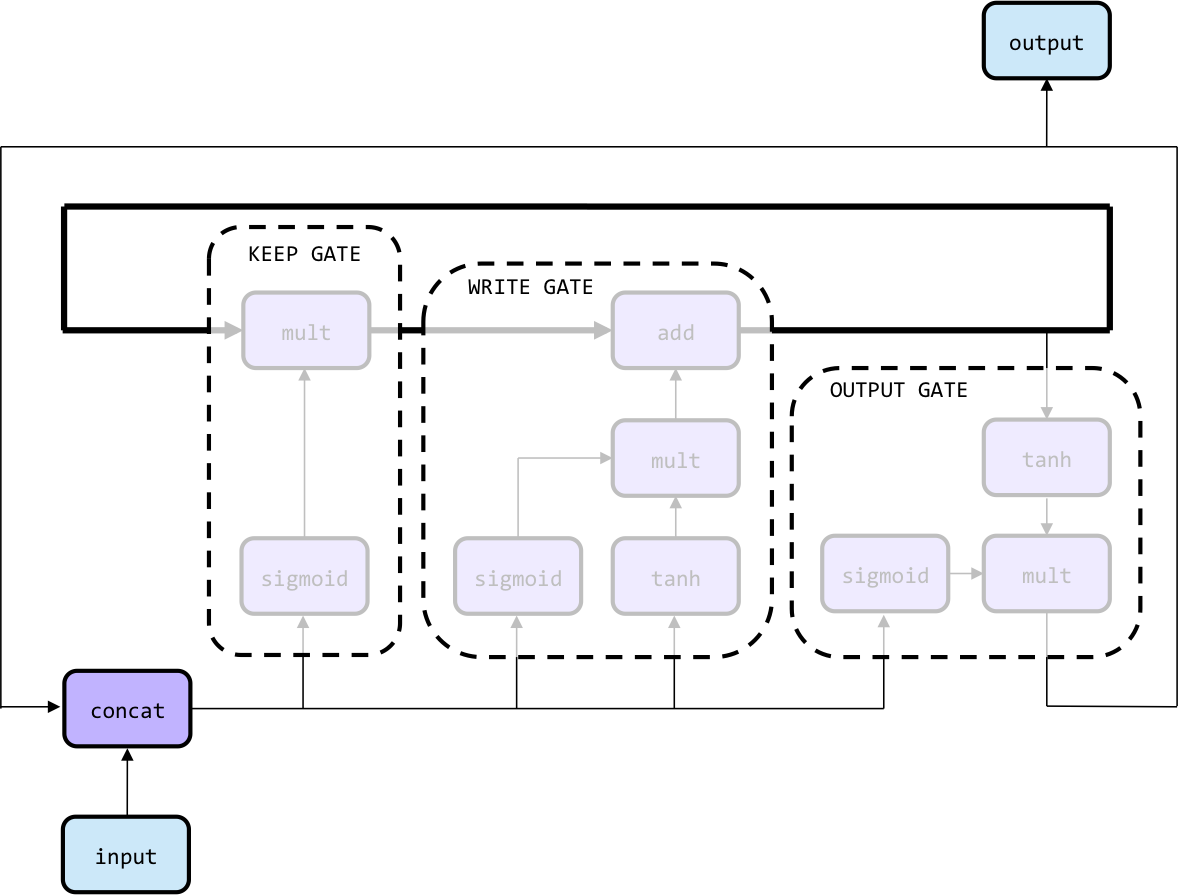 output
KEEP GATE
WRITE GATE
mult
add
OUTPUT GATE
mult
tanh
sigmoid
sigmoid
tanh
sigmoid
mult
concat
input